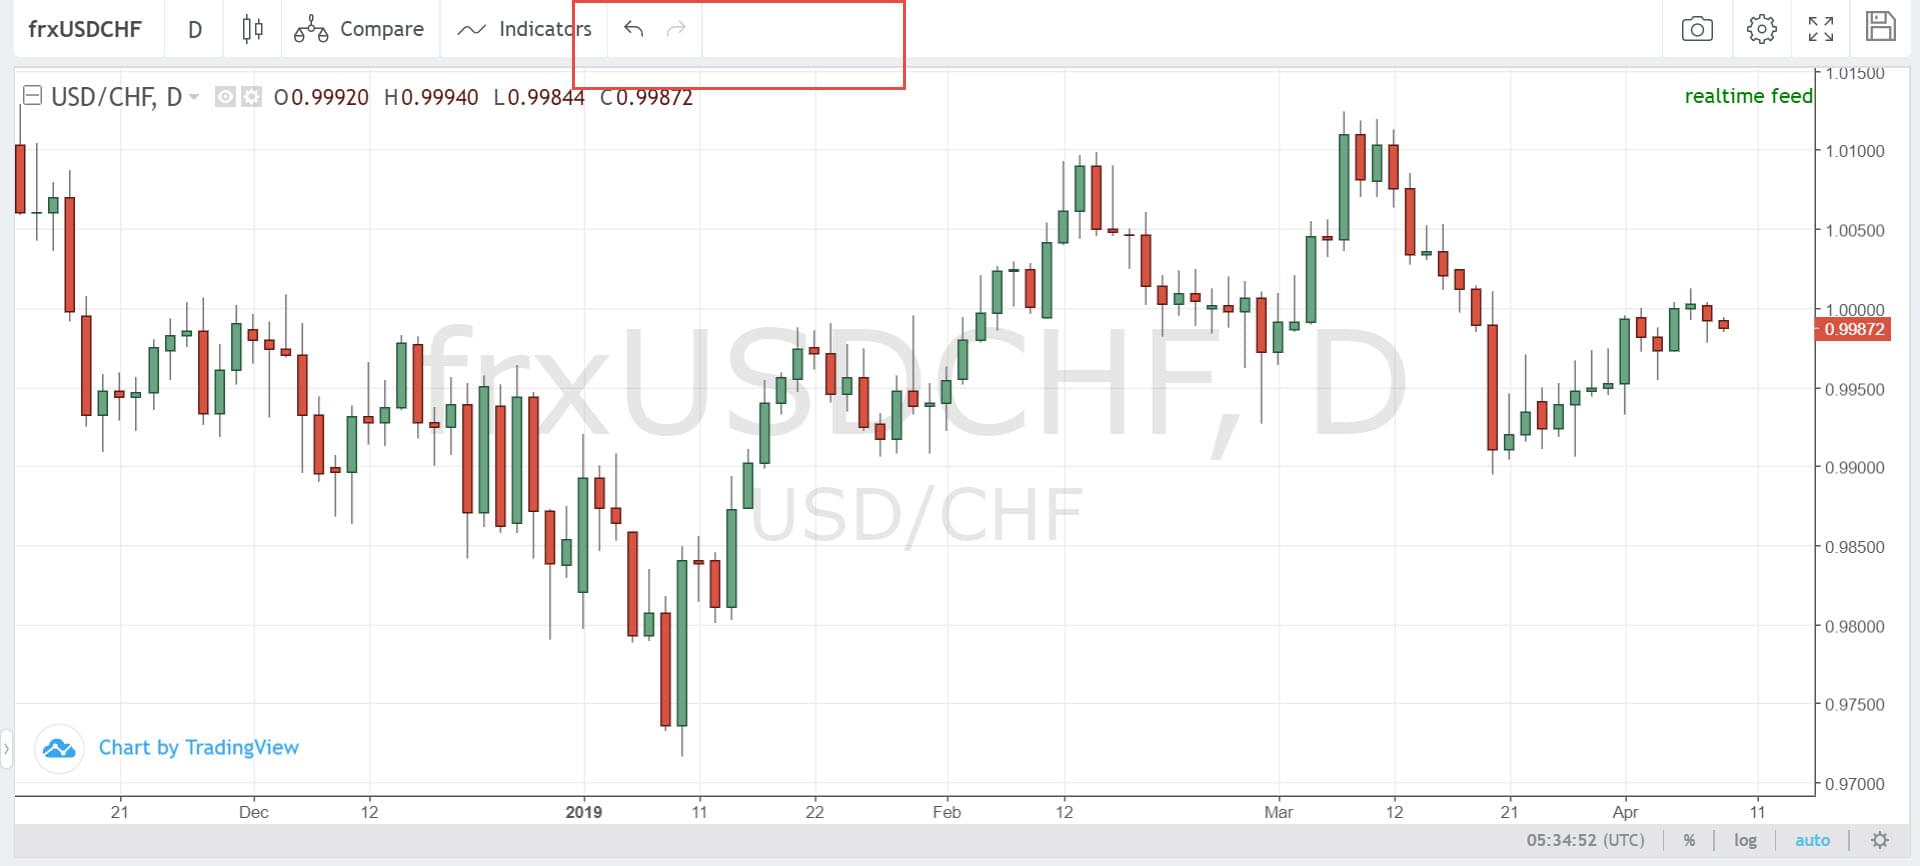 frxUSDCHF D Compare Indicators
USD/CHF, D O0.99920 H0.99940 L0.99844 C0.99872
realtime feed
1.01500
1.01000
1.00500
1.00000
0.99872
0.99500
0.99000
0.98500
0.98000
0.97500
0.97000
frxUSDCHF, D
USD/CHF
Chart by TradingView
21 Dec 12 2019 11 22 Feb 12 Mar 12 21 Apr 11
05:34:52 (UTC) % log auto